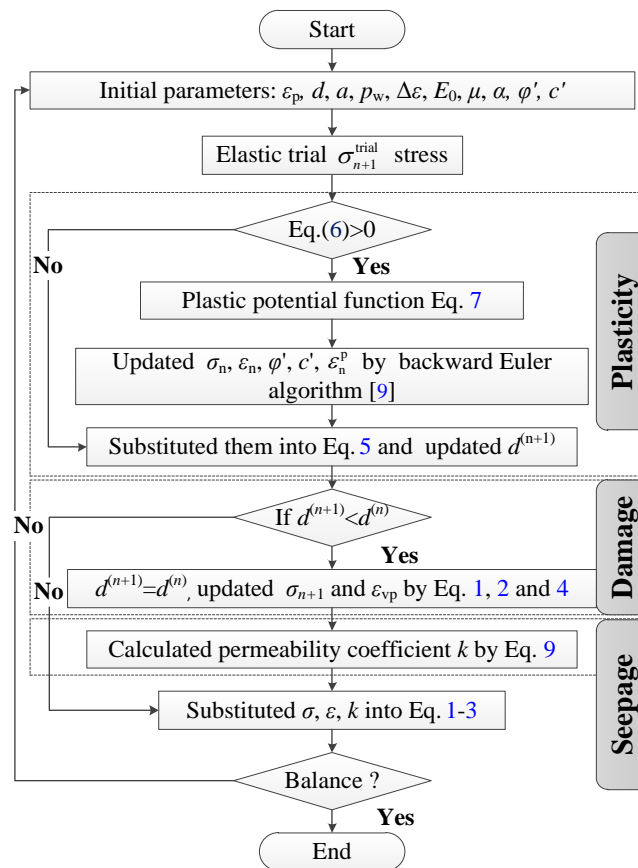 Start
Initial parameters: εp, d, a, pw, Δε, E0, μ, α, φ', c'
Elastic trial σn+1^trial stress
Eq.(6)>0
No
Yes
Plastic potential function Eq. 7
Updated σn, εn, φ', c', εn^p by backward Euler
algorithm [9]
Substituted them into Eq. 5 and updated d^(n+1)
Plasticity
If d^(n+1)<d^(n)
No
Yes
d^(n+1)=d^(n), updated σn+1 and εvp by Eq. 1, 2 and 4
No
Damage
Calculated permeability coefficient k by Eq. 9
Substituted σ, ε, k into Eq. 1-3
Seepage
Balance ?
Yes
End